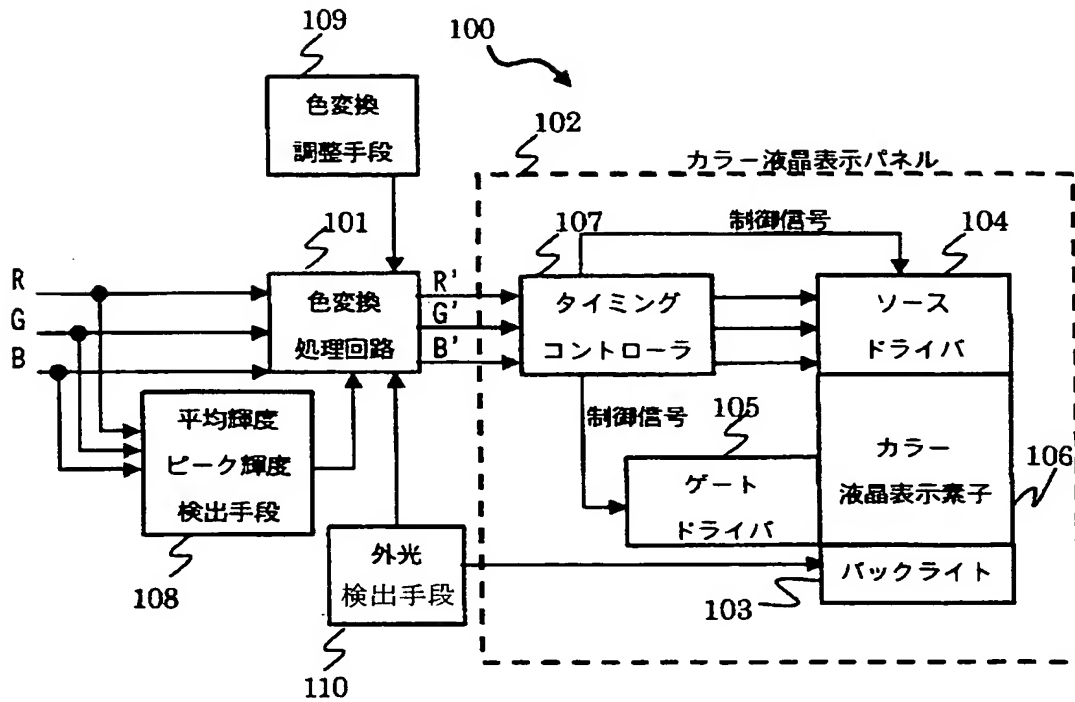 109
100
色変換
調整手段
102
カラー液晶表示パネル
101
107
制御信号
104
R
G
B
色変換
処理回路
R'
G'
B'
タイミング
コントローラ
ソース
ドライバ
平均輝度
ピーク輝度
検出手段
制御信号
105
ゲート
ドライバ
カラー
液晶表示素子
106
108
外光
検出手段
バックライト
103
110